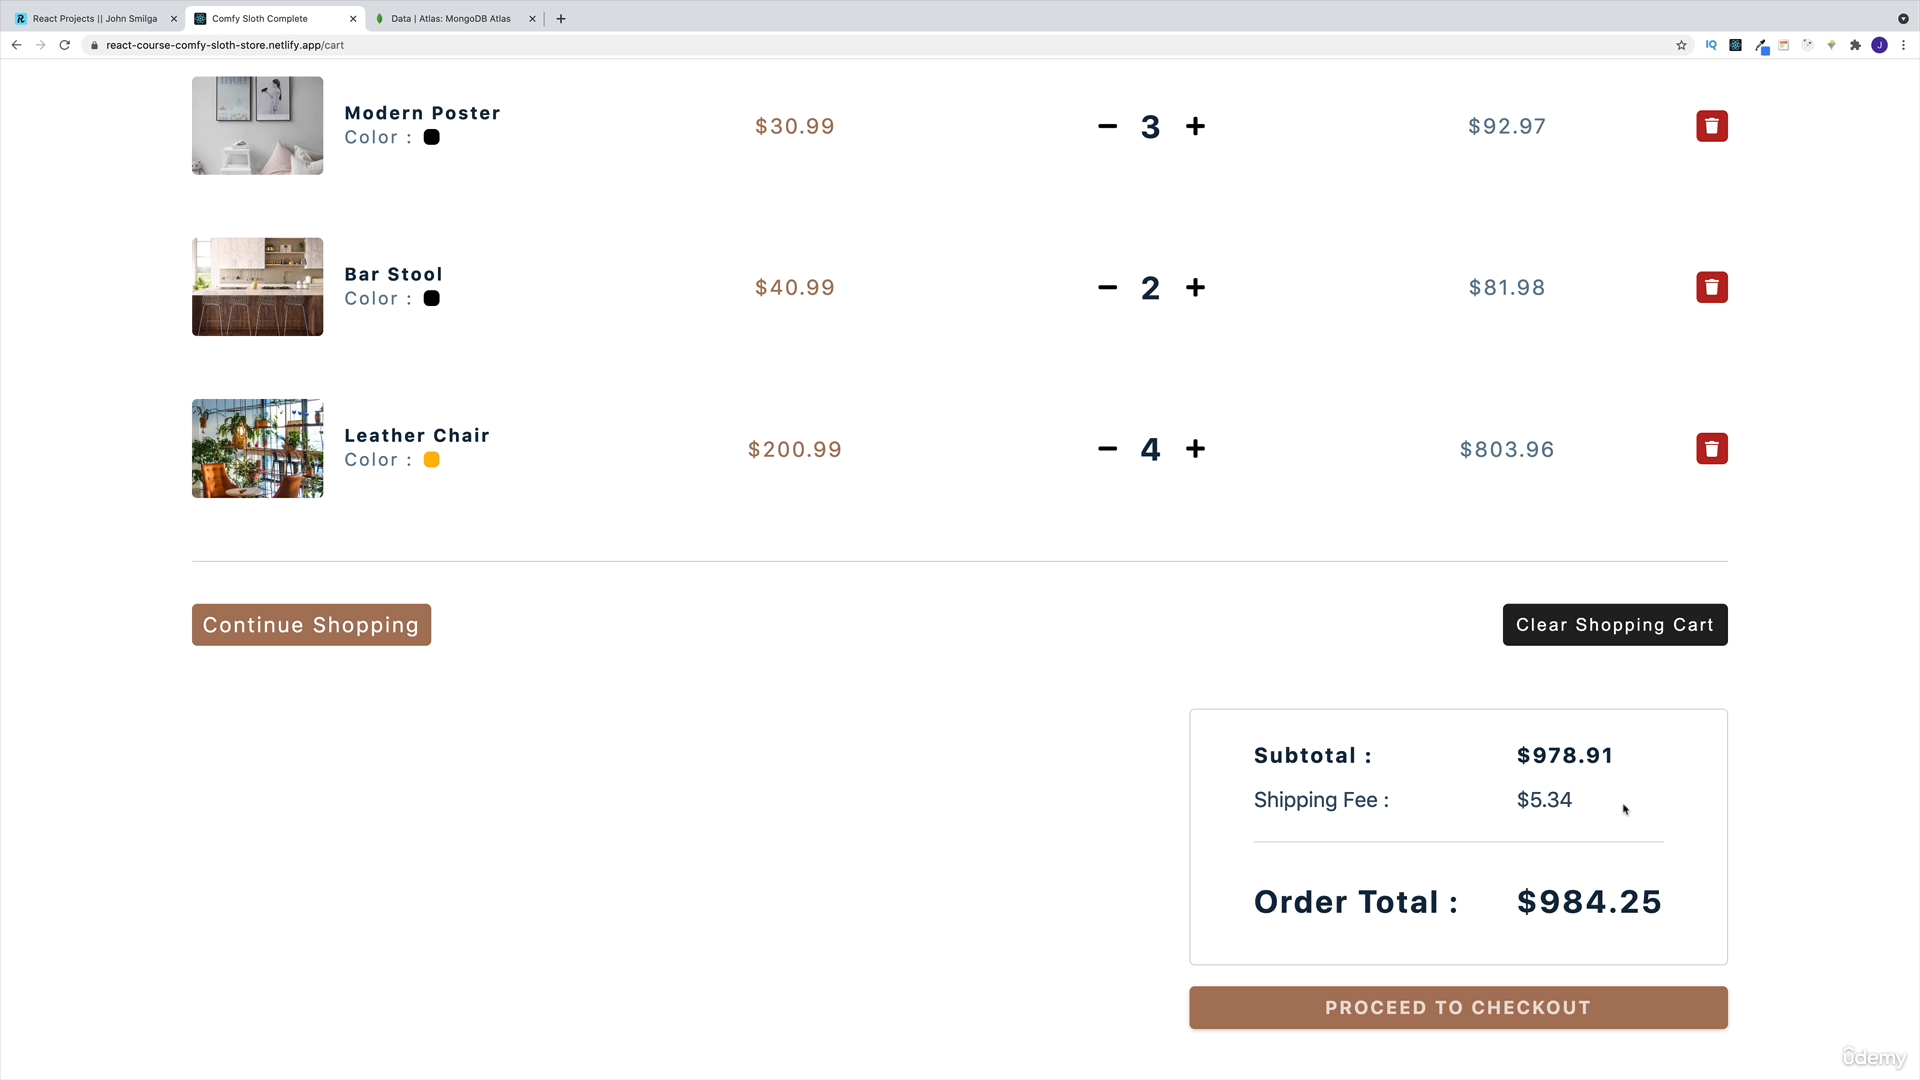 React Projects || John Smilga
Comfy Sloth Complete
Data | Atlas: MongoDB Atlas
react-course-comfy-sloth-store.netlify.app/cart
IQ
J
Modern Poster
Color :
$30.99
3
$92.97
Bar Stool
Color :
$40.99
2
$81.98
Leather Chair
Color :
$200.99
4
$803.96
Continue Shopping
Clear Shopping Cart
Subtotal : $978.91
Shipping Fee : $5.34
Order Total : $984.25
PROCEED TO CHECKOUT
ûdemy